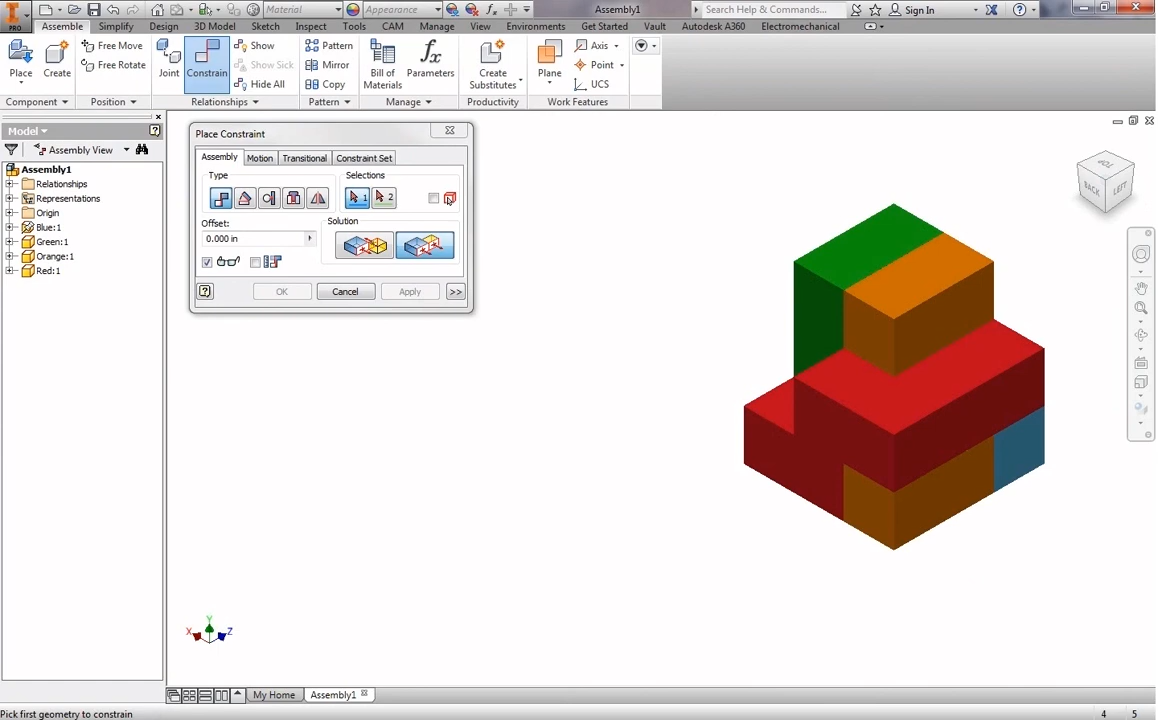 Material
Appearance
Assembly1
Search Help & Commands...
Sign In
PRO
Assemble Simplify Design 3D Model Sketch Inspect Tools CAM Manage View Environments Get Started Vault Autodesk A360 Electromechanical
Place
Create
Free Move
Free Rotate
Joint
Constrain
Show
Show Sick
Hide All
Pattern
Mirror
Copy
Bill of
Materials
Parameters
Create
Substitutes
Plane
Axis
Point
UCS
Component Position Relationships Pattern Manage Productivity Work Features
Model
Assembly View
Assembly1
Relationships
Representations
Origin
Blue:1
Green:1
Orange:1
Red:1
Place Constraint
Assembly Motion Transitional Constraint Set
Type
Selections
1
2
Offset:
0.000 in
Solution
OK Cancel Apply >>
TOP
BACK
LEFT
X Y Z
My Home Assembly1
Pick first geometry to constrain
4 5